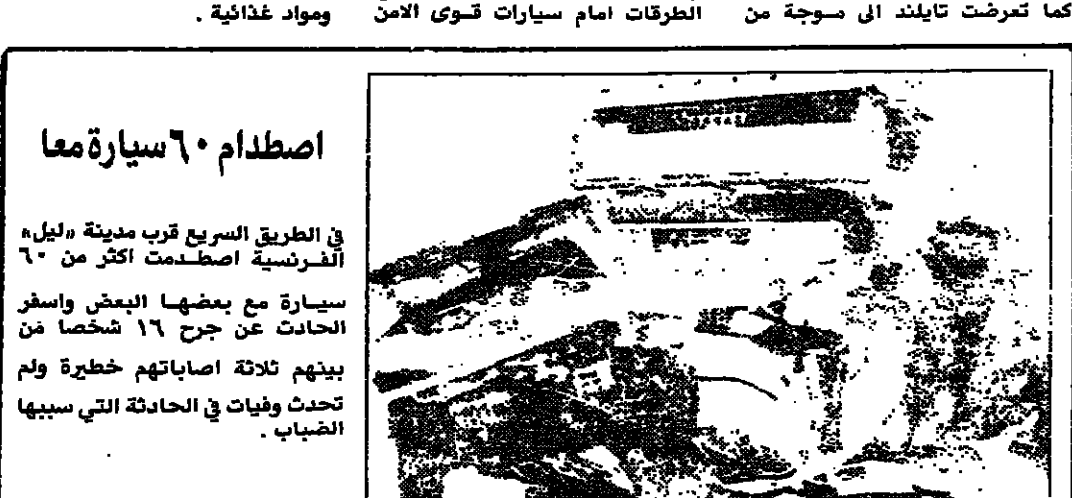 كما تعرضت تايلند الى موجة من
الطرقات امام سيارات قوى الامن
ومواد غذائية .
اصطدام ٦٠ سيارة معا
في الطريق السريع قرب مدينة «ليل»
الفرنسية اصطدمت اكثر من ٦٠
سيارة مع بعضها البعض واسفر
الحادث عن جرح ١٦ شخصا من
بينهم ثلاثة اصاباتهم خطيرة ولم
تحدث وفيات في الحادثة التي سببها
الضباب .